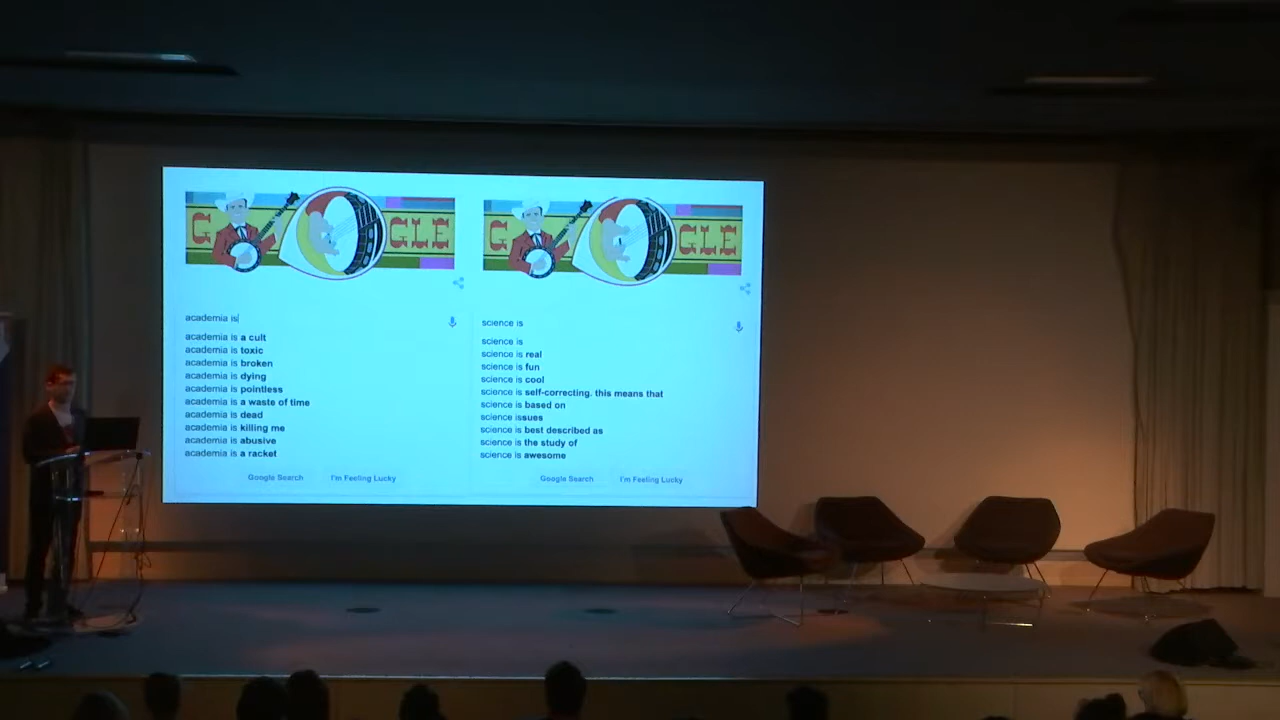 G GLE
academia is
academia is a cult
academia is toxic
academia is broken
academia is dying
academia is pointless
academia is a waste of time
academia is dead
academia is killing me
academia is abusive
academia is a racket
Google Search I'm Feeling Lucky
G GLE
science is
science is
science is real
science is fun
science is cool
science is self-correcting. this means that
science is based on
science issues
science is best described as
science is the study of
science is awesome
Google Search I'm Feeling Lucky